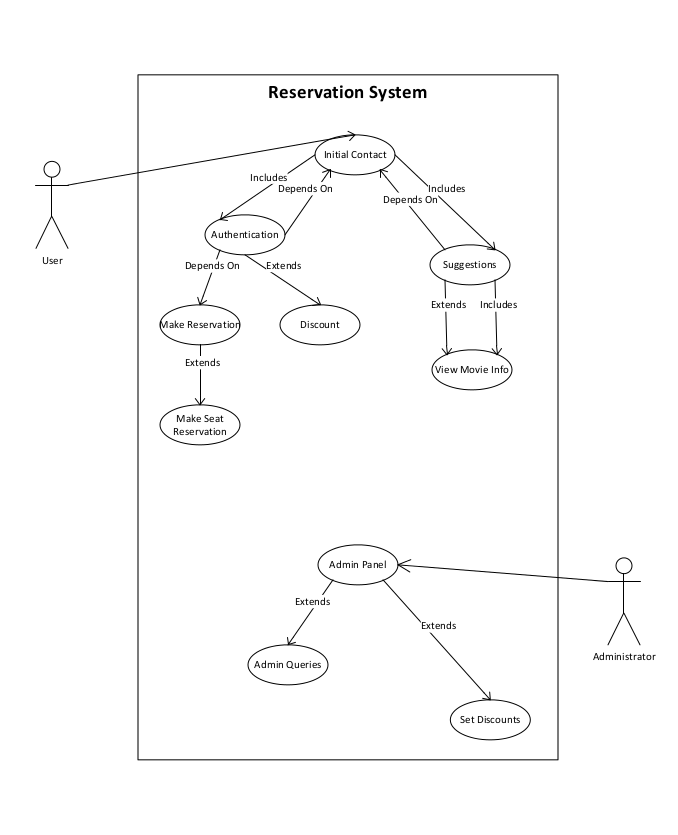 Reservation System
Initial Contact
Includes
Depends On
Includes
Depends On
User
Authentication
Suggestions
Depends On
Extends
Extends
Includes
Make Reservation
Discount
Extends
View Movie Info
Make Seat
Reservation
Admin Panel
Extends
Extends
Administrator
Admin Queries
Set Discounts